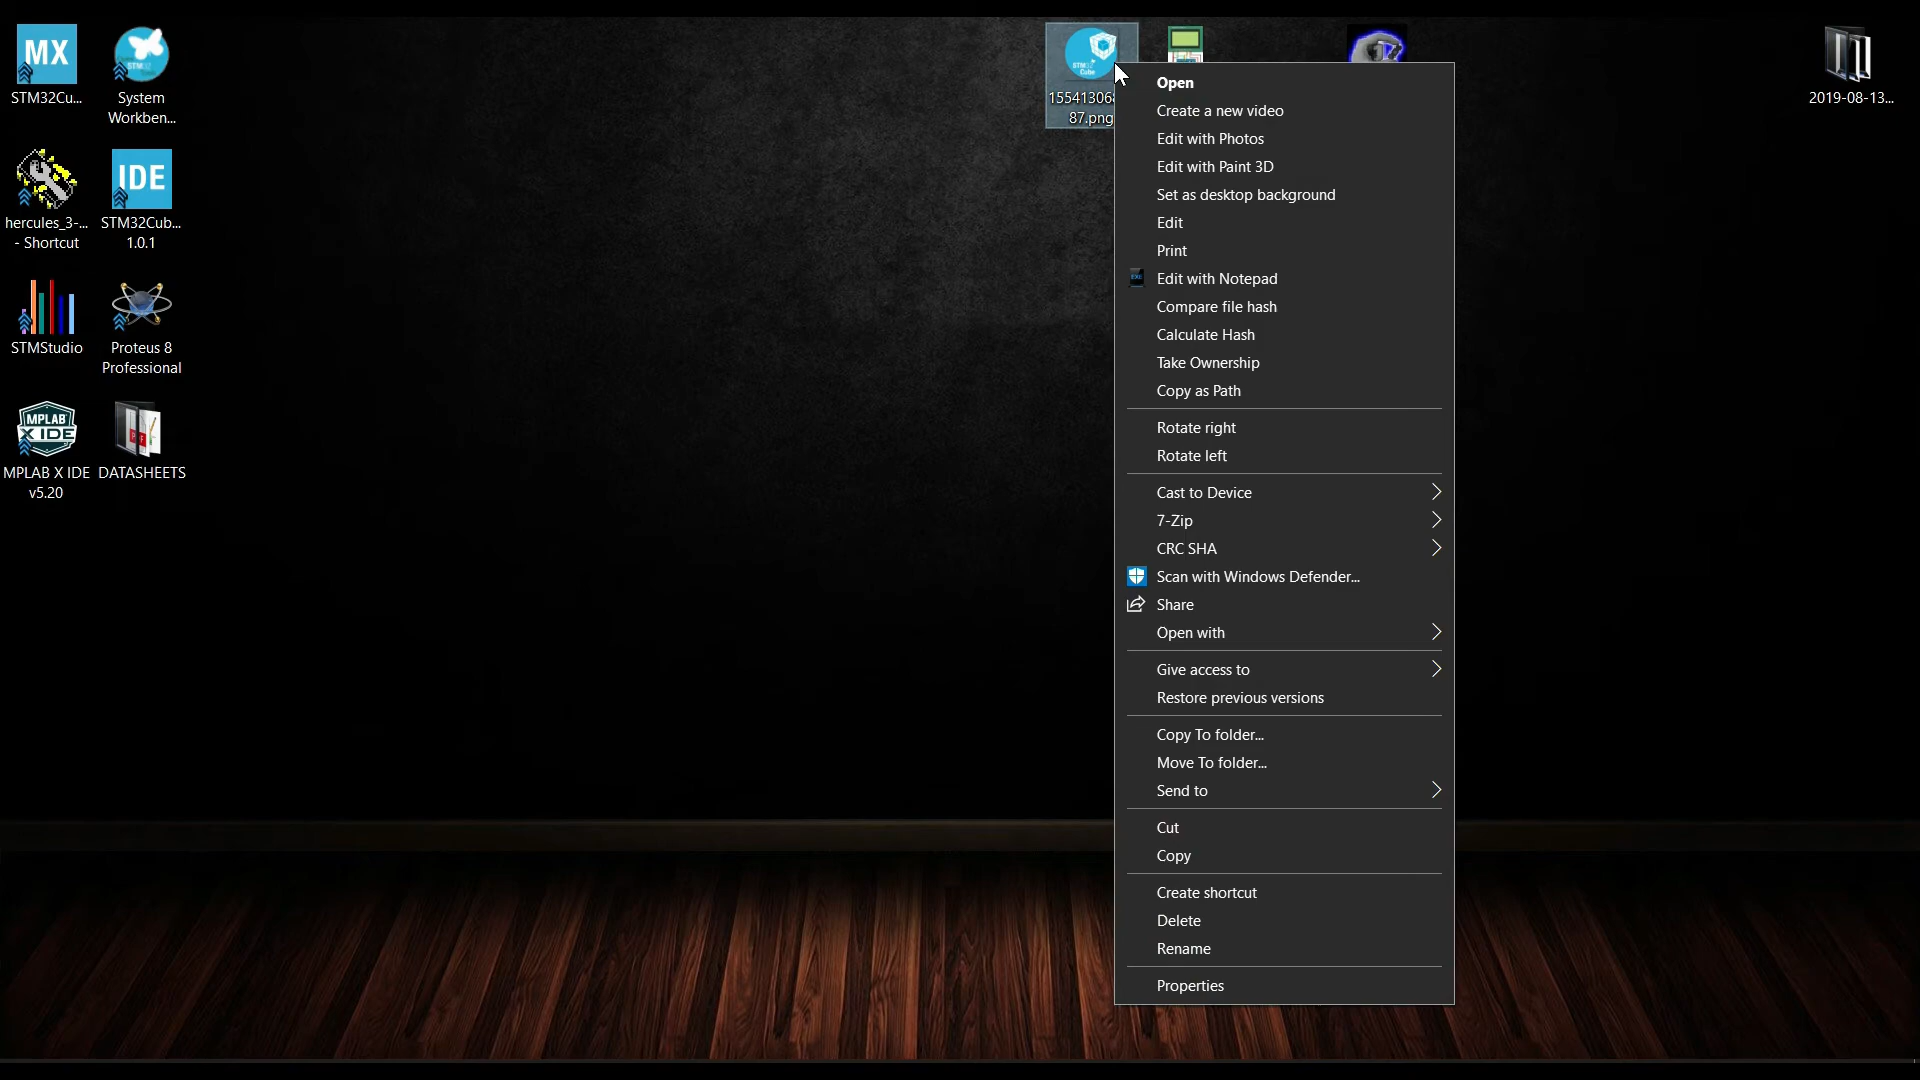 MX
STM32Cu...
System
Workben...
hercules_3-...
- Shortcut
IDE
STM32Cub...
1.0.1
STMStudio
Proteus 8
Professional
MPLAB
X IDE
MPLAB X IDE
v5.20
DATASHEETS
STM32
Cube
15541306
87.png
2019-08-13...
Open
Create a new video
Edit with Photos
Edit with Paint 3D
Set as desktop background
Edit
Print
Edit with Notepad
Compare file hash
Calculate Hash
Take Ownership
Copy as Path
Rotate right
Rotate left
Cast to Device
7-Zip
CRC SHA
Scan with Windows Defender...
Share
Open with
Give access to
Restore previous versions
Copy To folder...
Move To folder...
Send to
Cut
Copy
Create shortcut
Delete
Rename
Properties